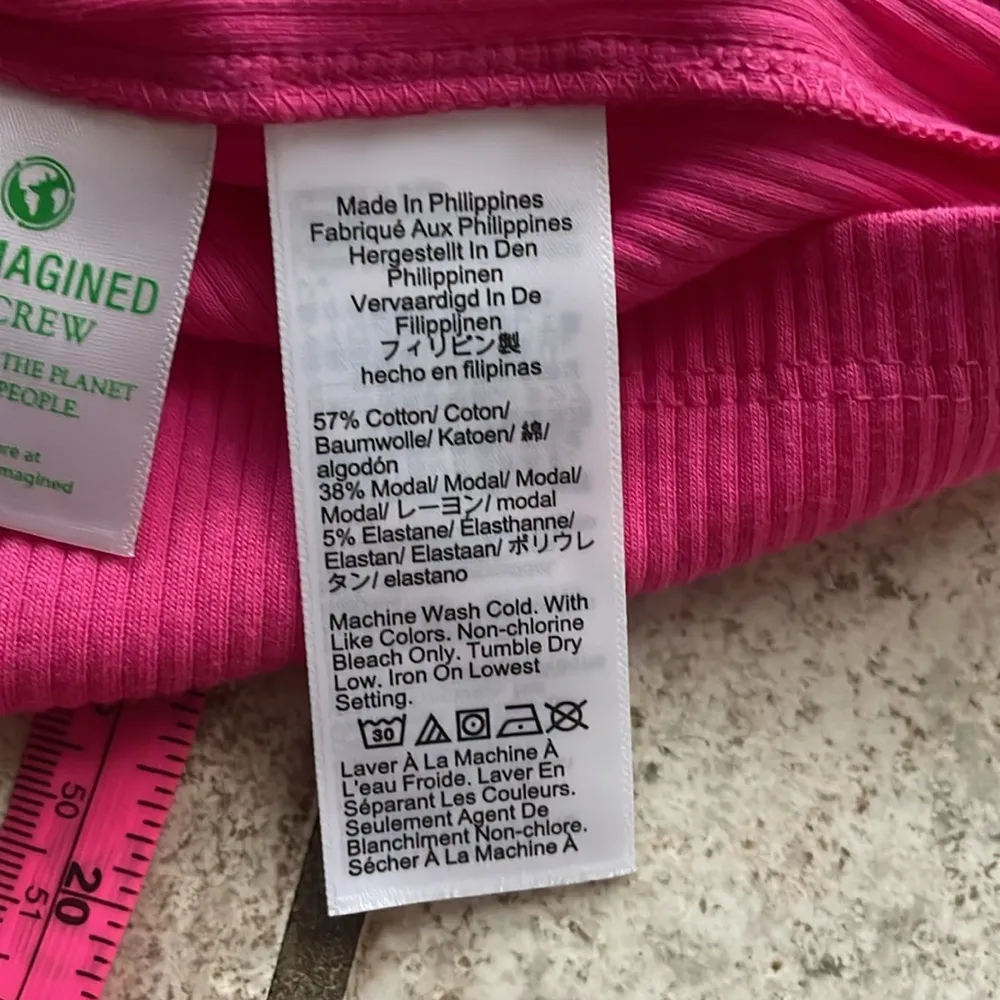 MAGINED
CREW
THE PLANET
PEOPLE
at
magined
Made In Philippines
Fabriqué Aux Philippines
Hergestellt In Den
Philippinen
Vervaardigd In De
Filippijnen
フィリピン製
hecho en filipinas
57% Cotton/ Coton/
Baumwolle/ Katoen/ 綿/
algodón
38% Modal/ Modal/ Modal/
Modal/ レーヨン/ modal
5% Elastane/ Élasthanne/
Elastan/ Elastaan/ ポリウレ
タン/ elastano
Machine Wash Cold. With
Like Colors. Non-chlorine
Bleach Only. Tumble Dry
Low. Iron On Lowest
Setting.
30
Laver À La Machine À
L'eau Froide. Laver En
Séparant Les Couleurs.
Seulement Agent De
Blanchiment Non-chlore.
Sécher À La Machine À
50
20
51